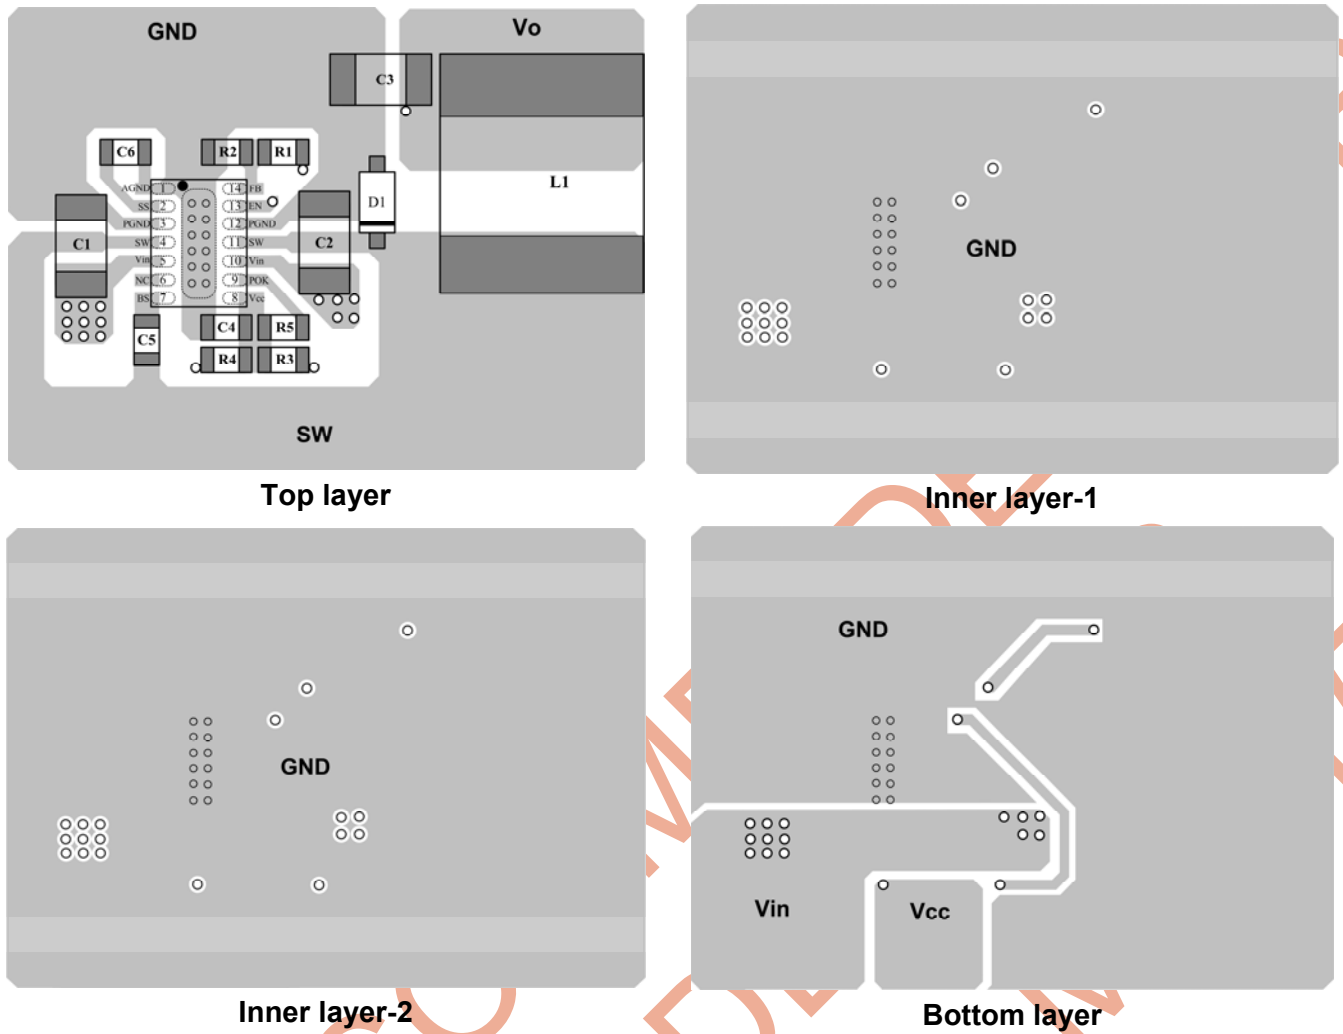 GND
Vo
C3
C6
R2
R1
L1
AGND 1
14 FB
SS 2
13 EN
D1
PGND 3
12 PGND
C1
SW 4
11 SW
C2
Vin 5
10 Vin
NC 6
9 POK
BS 7
8 Vcc
C5
C4
R5
R4
R3
SW
Top layer
GND
Inner layer-1
GND
Inner layer-2
GND
Vin
Vcc
Bottom layer